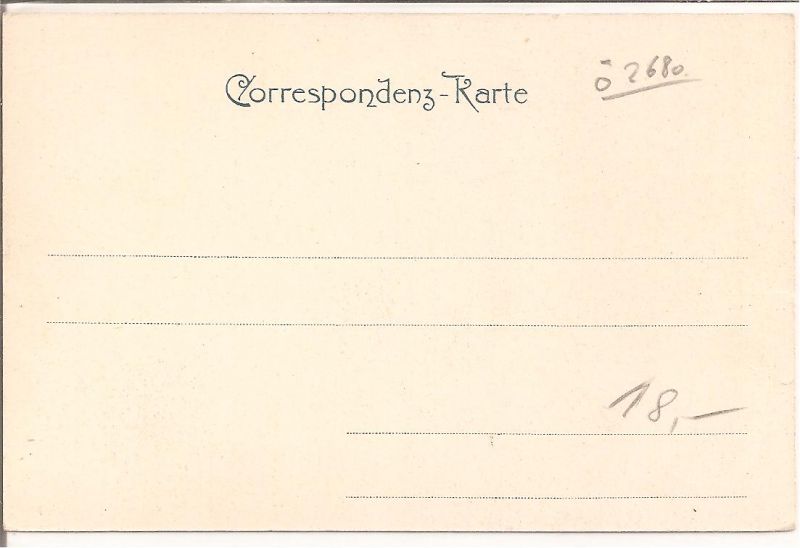 Correspondenz-Karte
ö 2680.
18,–